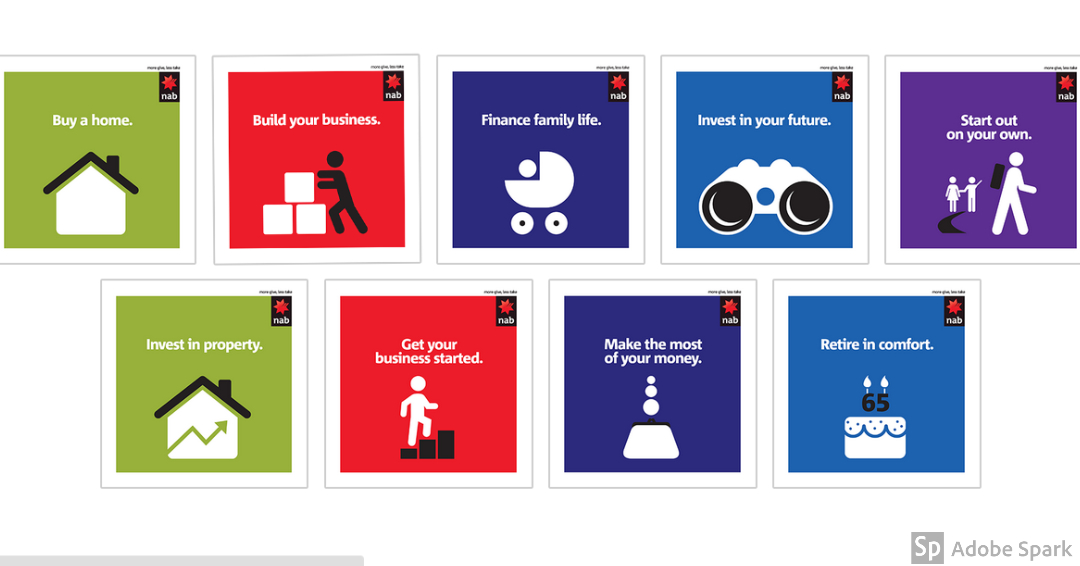 more give, less take
nab
Buy a home.
more give, less take
nab
Build your business.
more give, less take
nab
Finance family life.
more give, less take
nab
Invest in your future.
more give, less take
nab
Start out
on your own.
more give, less take
nab
Invest in property.
more give, less take
nab
Get your
business started.
more give, less take
nab
Make the most
of your money.
more give, less take
nab
Retire in comfort.
65
Sp Adobe Spark